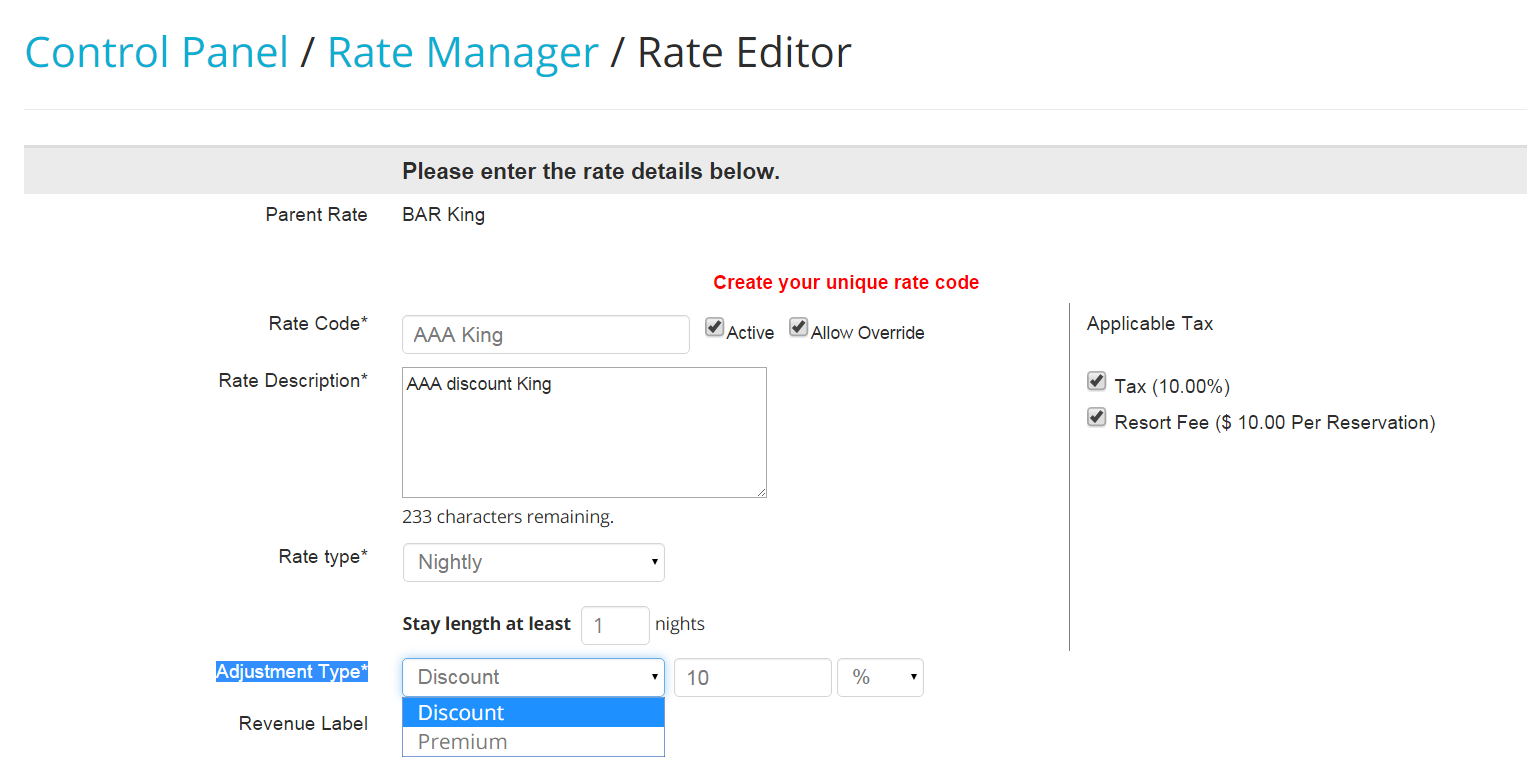 Control Panel / Rate Manager / Rate Editor
Please enter the rate details below.
Parent Rate BAR King
Create your unique rate code
Rate Code* AAA King Active Allow Override Applicable Tax
Rate Description* AAA discount King Tax (10.00%)
Resort Fee ($ 10.00 Per Reservation)
233 characters remaining.
Rate type* Nightly
Stay length at least 1 nights
Adjustment Type* Discount 10 %
Discount
Revenue Label
Premium